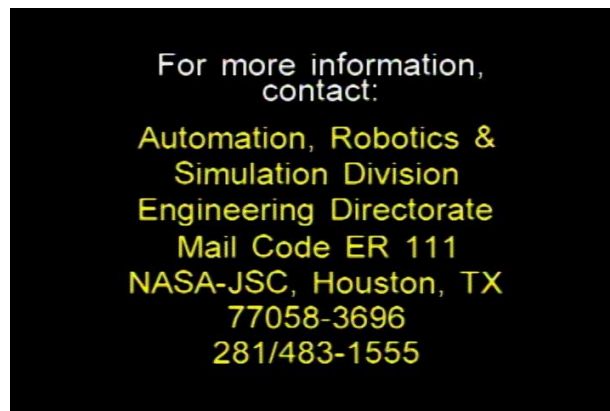 For more information,
contact:
Automation, Robotics &
Simulation Division
Engineering Directorate
Mail Code ER 111
NASA-JSC, Houston, TX
77058-3696
281/483-1555